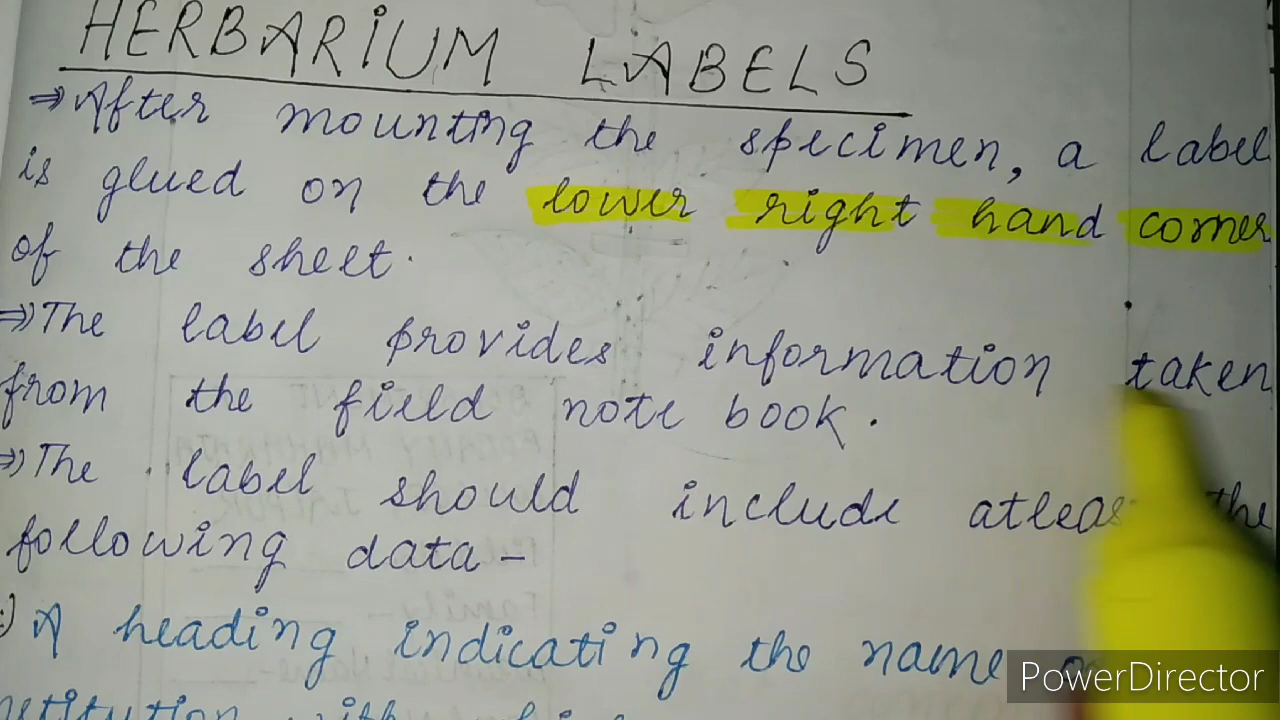 HERBARIUM LABELS
⇒ After mounting the specimen, a label
is glued on the lower right hand corner
of the sheet.
⇒ The label provides information taken
from the field note book.
⇒ The label should include atleas the
following data -
A heading indicating the name
PowerDirector